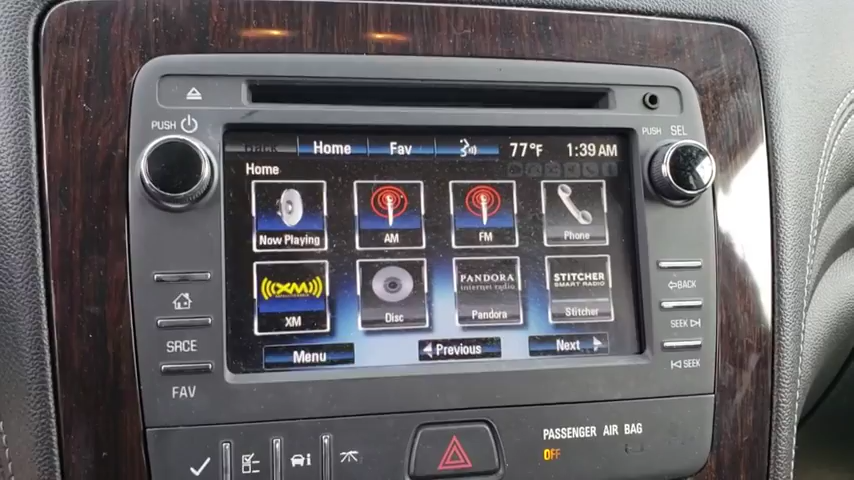 PUSH
PUSH SEL
Back Home Fav 77°F 1:39 AM
Home
Now Playing AM FM Phone
XM PANDORA internet radio STITCHER SMART RADIO
XM Disc Pandora Stitcher
Menu Previous Next
BACK
SRCE SEEK
FAV SEEK
PASSENGER AIR BAG
OFF